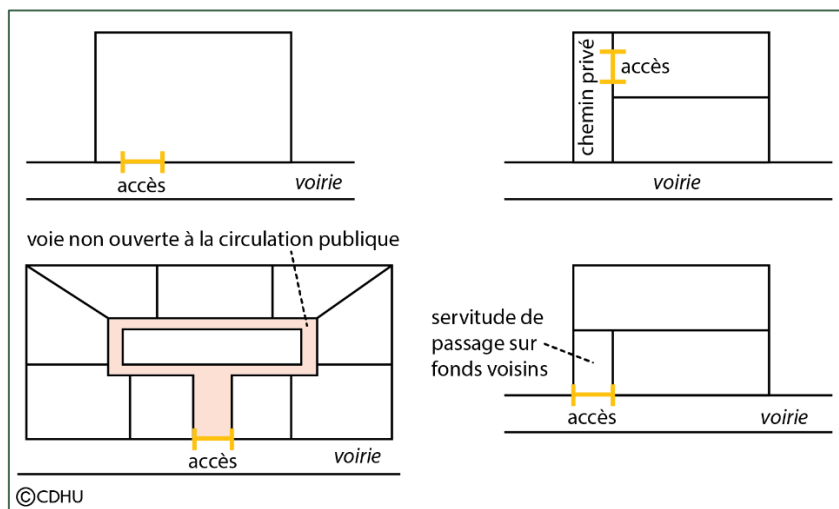 accès
voirie
chemin privé
accès
voirie
voie non ouverte à la circulation publique
accès
voirie
servitude de
passage sur
fonds voisins
accès
voirie
©CDHU